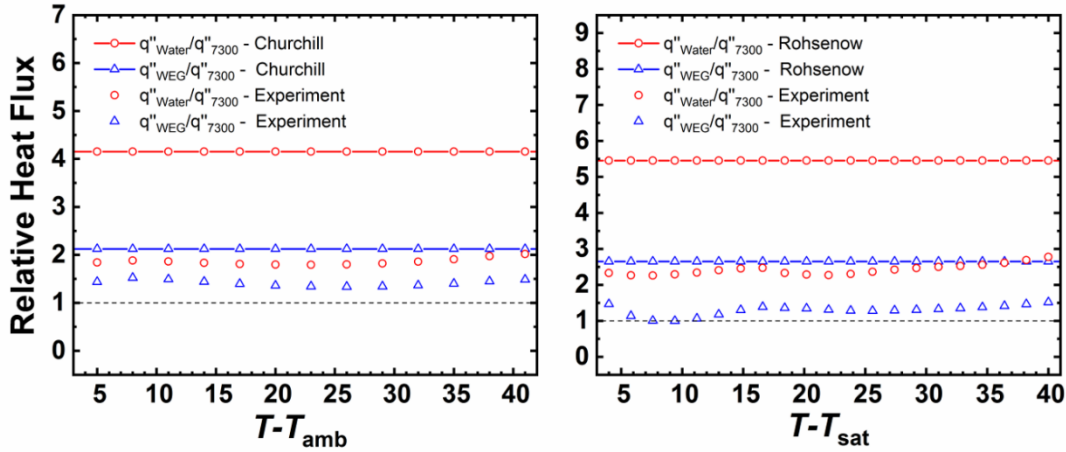 Relative Heat Flux
7
6
5
4
3
2
1
0
q"Water/q"7300 - Churchill
q"WEG/q"7300 - Churchill
q"Water/q"7300 - Experiment
q"WEG/q"7300 - Experiment
5 10 15 20 25 30 35 40
T-Tamb
9
8
7
6
5
4
3
2
1
0
q"Water/q"7300 - Rohsenow
q"WEG/q"7300 - Rohsenow
q"Water/q"7300 - Experiment
q"WEG/q"7300 - Experiment
5 10 15 20 25 30 35 40
T-Tsat